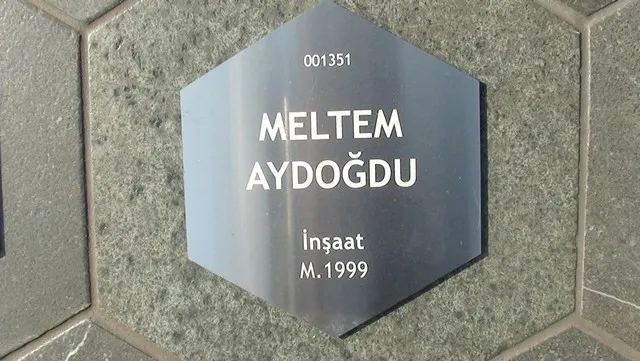 001351
MELTEM
AYDOĞDU
İnşaat
M.1999